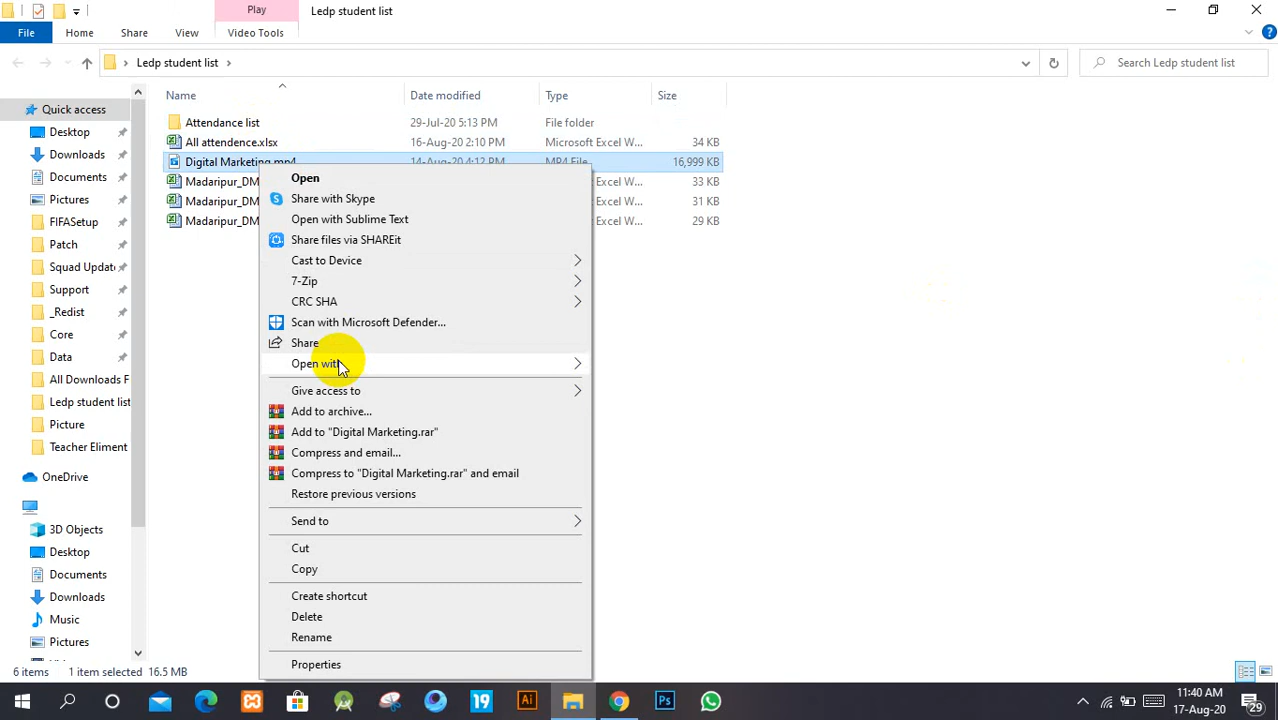 Play
Ledp student list
File
Home
Share
View
Video Tools
Ledp student list
Search Ledp student list
Name
Date modified
Type
Size
Quick access
Desktop
Downloads
Documents
Pictures
FIFASetup
Patch
Squad Updat
Support
_Redist
Core
Data
All Downloads F
Ledp student list
Picture
Teacher Eliment
OneDrive
3D Objects
Desktop
Documents
Downloads
Music
Pictures
Attendance list 29-Jul-20 5:13 PM File folder
All attendence.xlsx 16-Aug-20 2:10 PM Microsoft Excel W... 34 KB
Digital Marketing.mp4 14-Aug-20 4:12 PM MP4 File 16,999 KB
Madaripur_DM Excel W... 33 KB
Madaripur_DM Excel W... 31 KB
Madaripur_DM Excel W... 29 KB
Open
Share with Skype
Open with Sublime Text
Share files via SHAREit
Cast to Device
7-Zip
CRC SHA
Scan with Microsoft Defender...
Share
Open with
Give access to
Add to archive...
Add to "Digital Marketing.rar"
Compress and email...
Compress to "Digital Marketing.rar" and email
Restore previous versions
Send to
Cut
Copy
Create shortcut
Delete
Rename
Properties
6 items 1 item selected 16.5 MB
19
Ai
Ps
11:40 AM
17-Aug-20
29